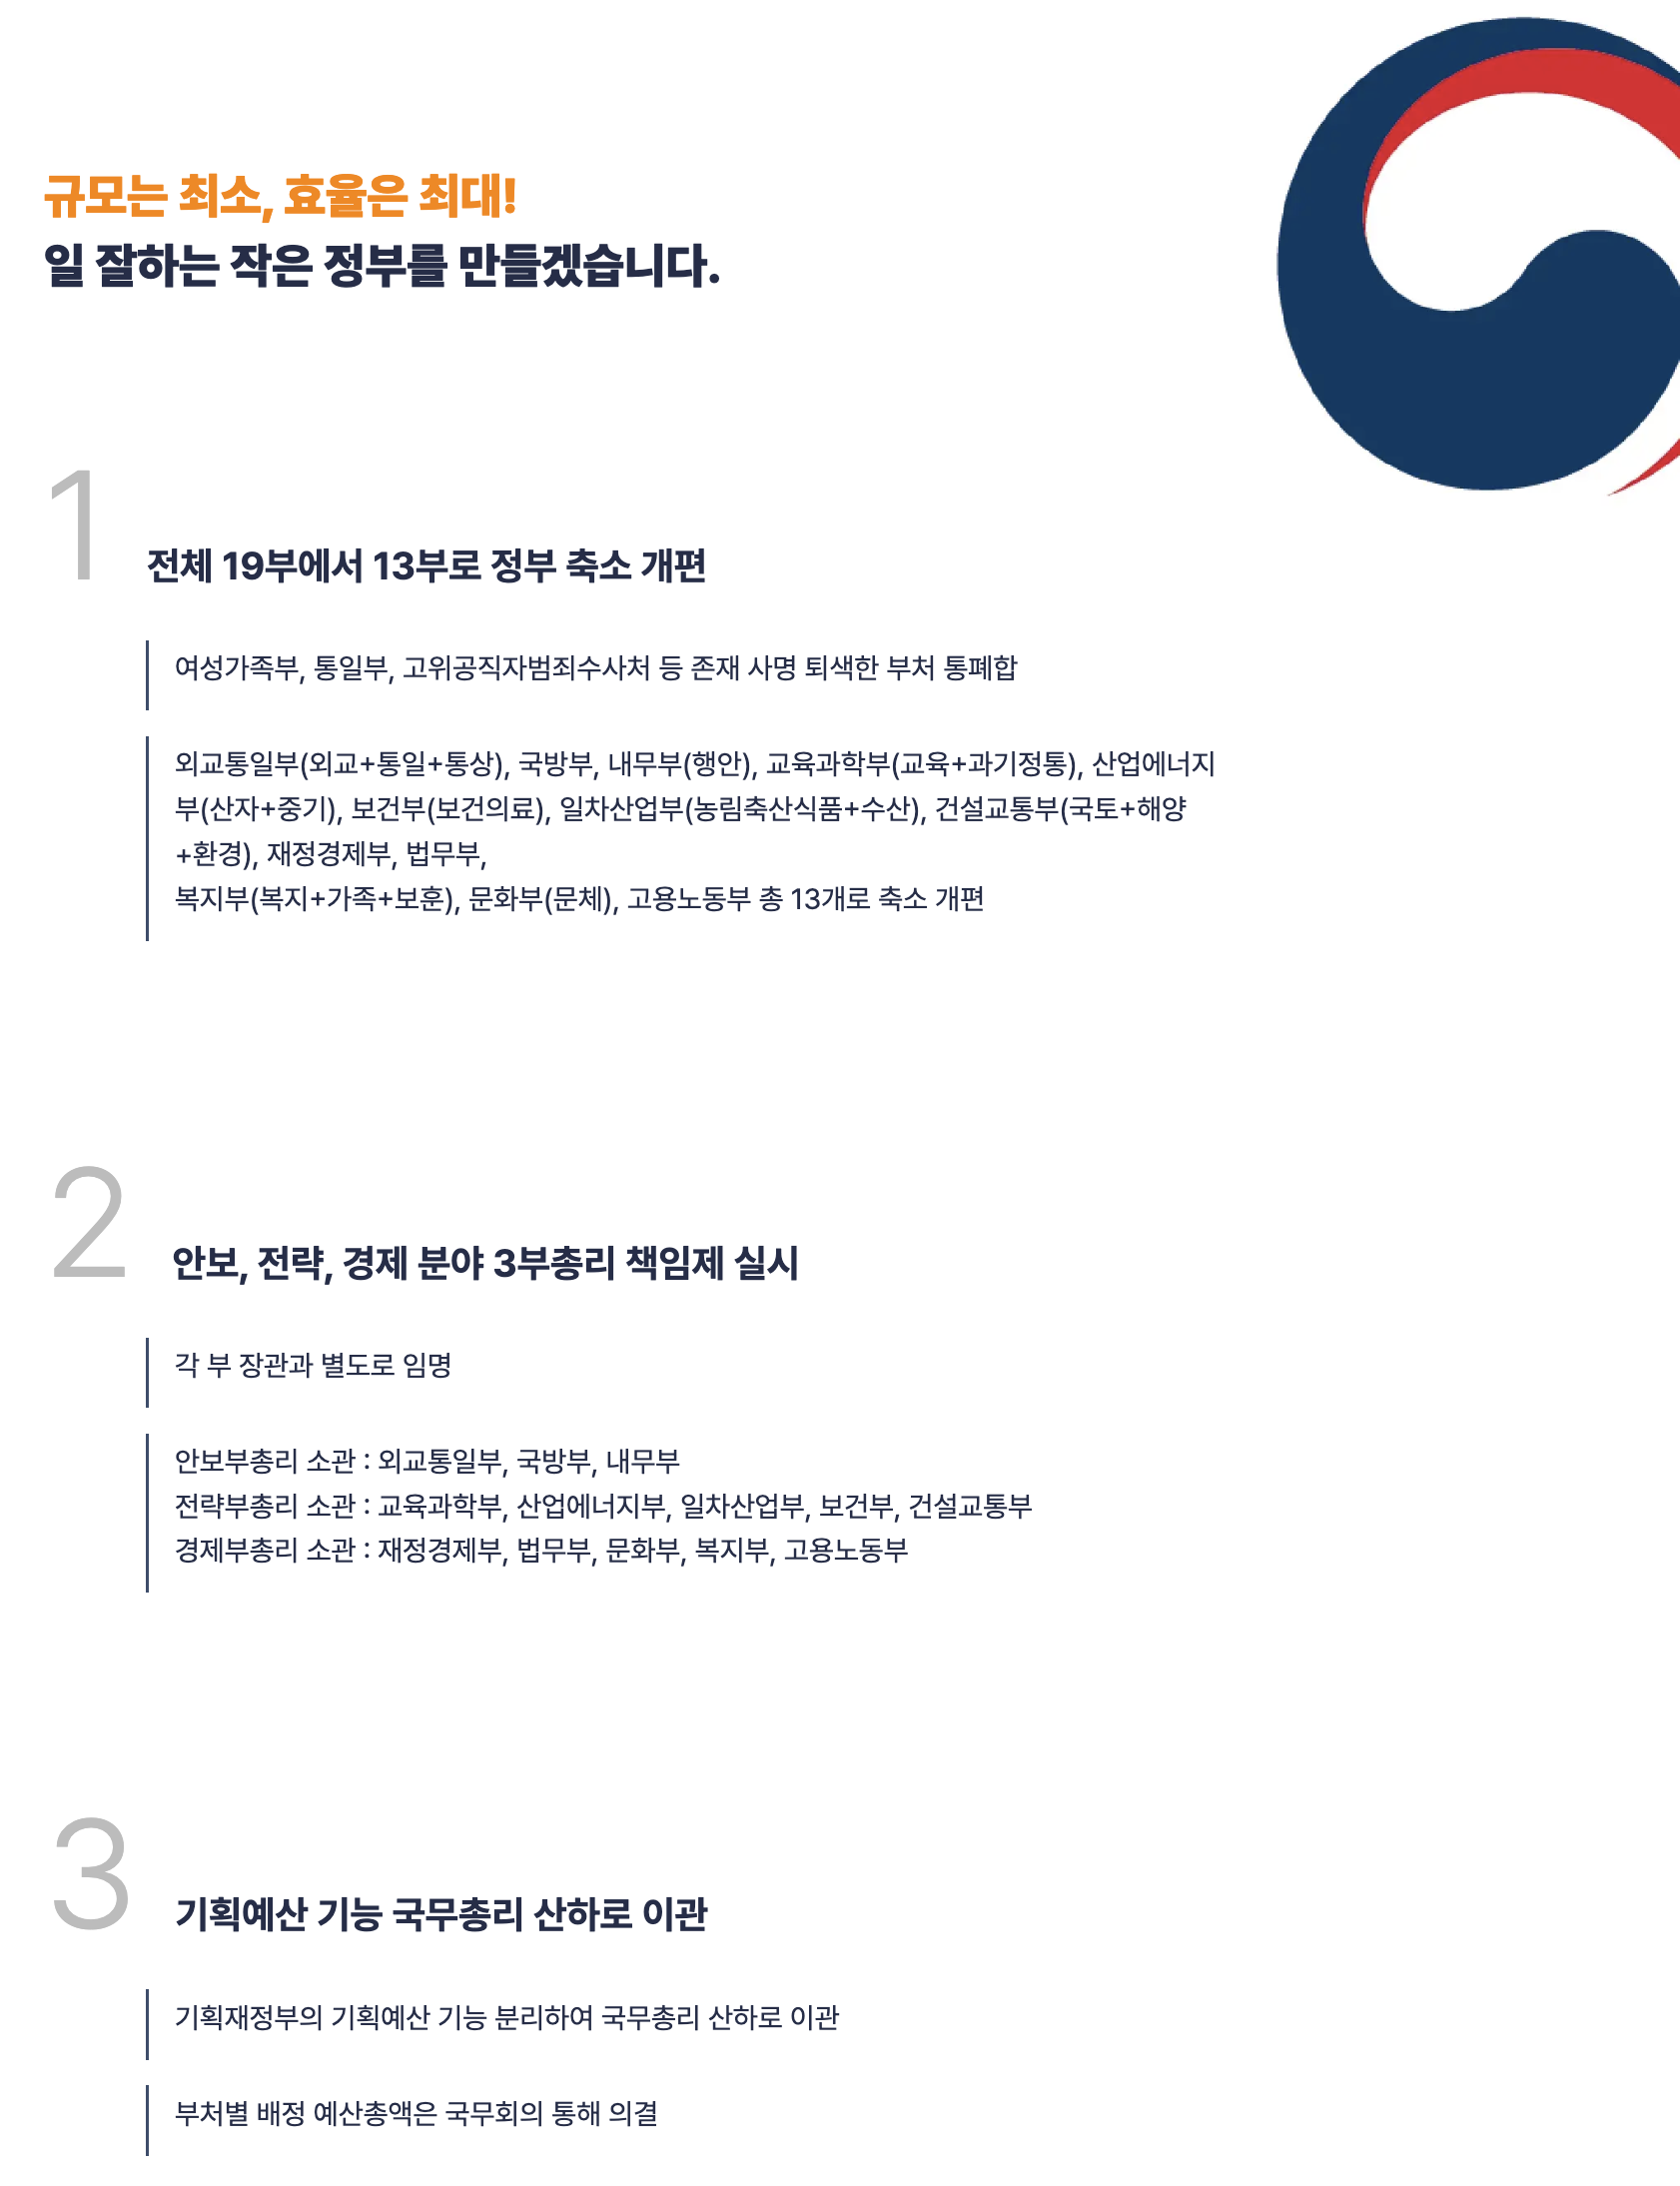 규모는 최소, 효율은 최대!
일 잘하는 작은 정부를 만들겠습니다.
1
전체 19부에서 13부로 정부 축소 개편
여성가족부, 통일부, 고위공직자범죄수사처 등 존재 사명 퇴색한 부처 통폐합
외교통일부(외교+통일+통상), 국방부, 내무부(행안), 교육과학부(교육+과기정통), 산업에너지
부(산자+중기), 보건부(보건의료), 일차산업부(농림축산식품+수산), 건설교통부(국토+해양
+환경), 재정경제부, 법무부,
복지부(복지+가족+보훈), 문화부(문체), 고용노동부 총 13개로 축소 개편
2
안보, 전략, 경제 분야 3부총리 책임제 실시
각 부 장관과 별도로 임명
안보부총리 소관 : 외교통일부, 국방부, 내무부
전략부총리 소관 : 교육과학부, 산업에너지부, 일차산업부, 보건부, 건설교통부
경제부총리 소관 : 재정경제부, 법무부, 문화부, 복지부, 고용노동부
3
기획예산 기능 국무총리 산하로 이관
기획재정부의 기획예산 기능 분리하여 국무총리 산하로 이관
부처별 배정 예산총액은 국무회의 통해 의결